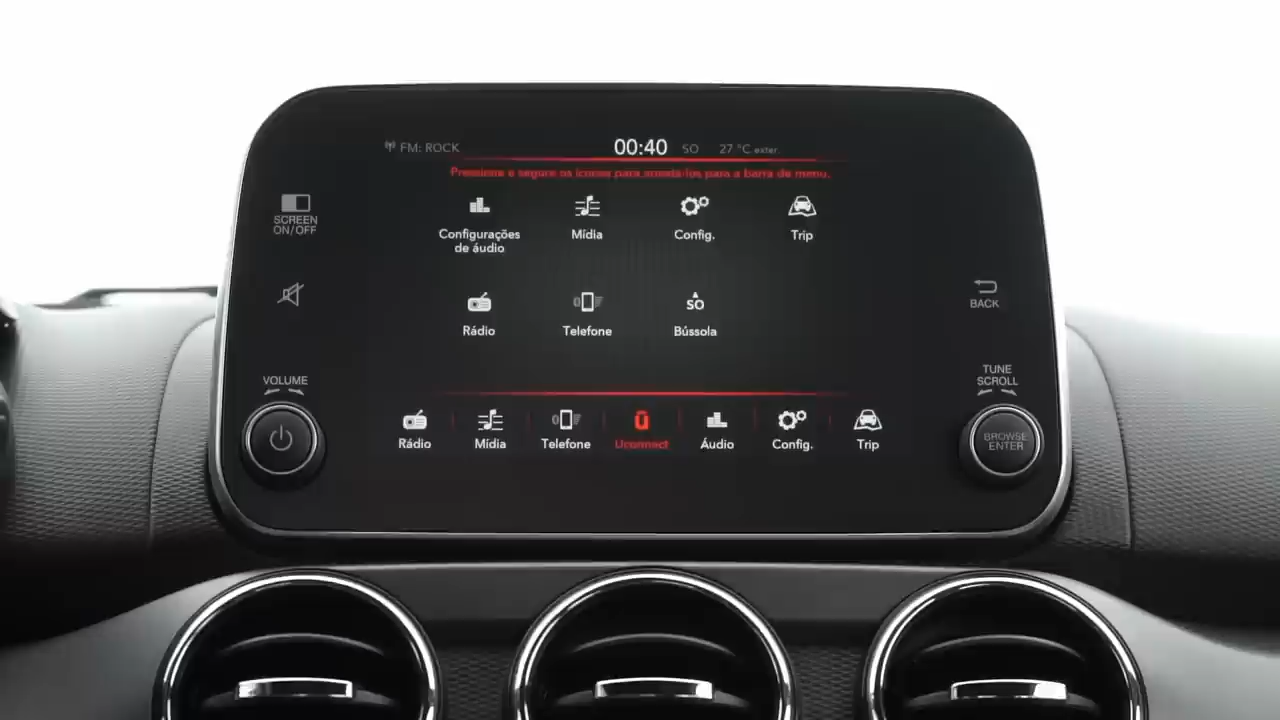 FM: ROCK 00:40 SO 27 °C exter.
Pressione e segure os ícones para arrastá-los para a barra de menu.
SCREEN
ON/OFF
Configurações
de áudio
Mídia
Config.
Trip
Rádio
Telefone
SO
Bússola
BACK
VOLUME
TUNE
SCROLL
BROWSE
ENTER
Rádio
Mídia
Telefone
Uconnect
Áudio
Config.
Trip